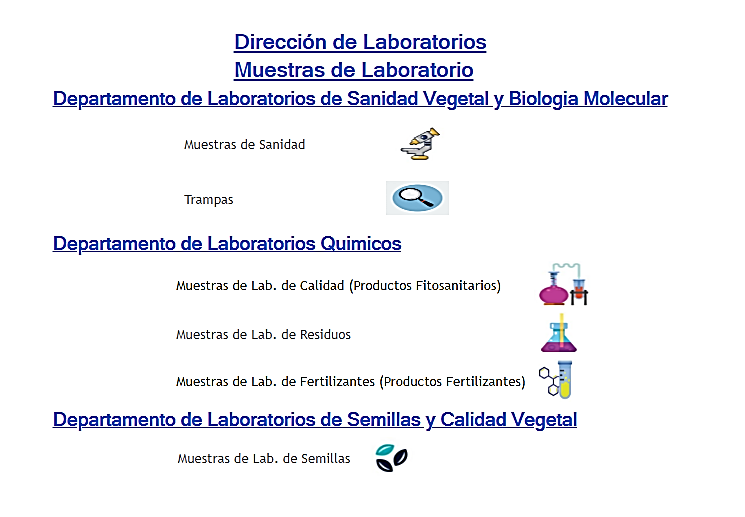 Dirección de Laboratorios
Muestras de Laboratorio
Departamento de Laboratorios de Sanidad Vegetal y Biologia Molecular
Muestras de Sanidad
Trampas
Departamento de Laboratorios Quimicos
Muestras de Lab. de Calidad (Productos Fitosanitarios)
Muestras de Lab. de Residuos
Muestras de Lab. de Fertilizantes (Productos Fertilizantes)
Departamento de Laboratorios de Semillas y Calidad Vegetal
Muestras de Lab. de Semillas